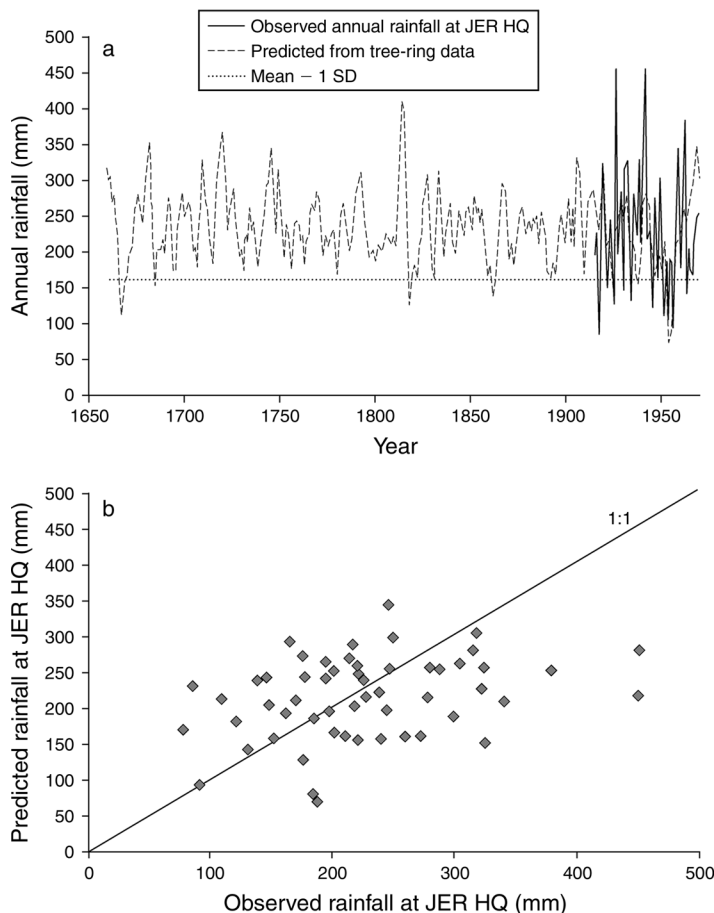 a
Observed annual rainfall at JER HQ
Predicted from tree-ring data
Mean − 1 SD
Annual rainfall (mm)
500
450
400
350
300
250
200
150
100
50
0
1650 1700 1750 1800 1850 1900 1950
Year
b
1:1
Predicted rainfall at JER HQ (mm)
500
450
400
350
300
250
200
150
100
50
0
0 100 200 300 400 500
Observed rainfall at JER HQ (mm)